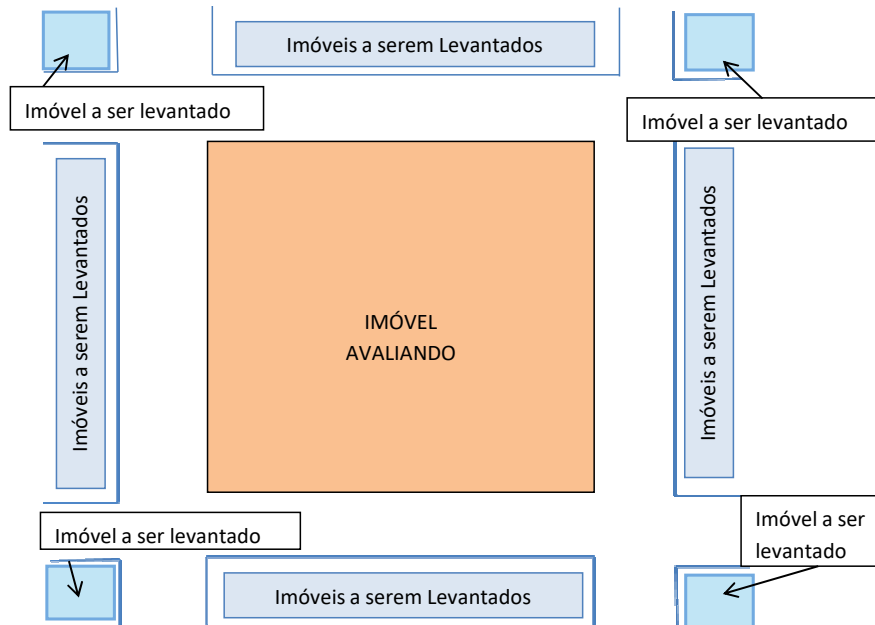 Imóveis a serem Levantados
Imóvel a ser levantado
Imóvel a ser levantado
Imóveis a serem Levantados
IMÓVEL
AVALIANDO
Imóveis a serem Levantados
Imóvel a ser levantado
Imóvel a ser
levantado
Imóveis a serem Levantados